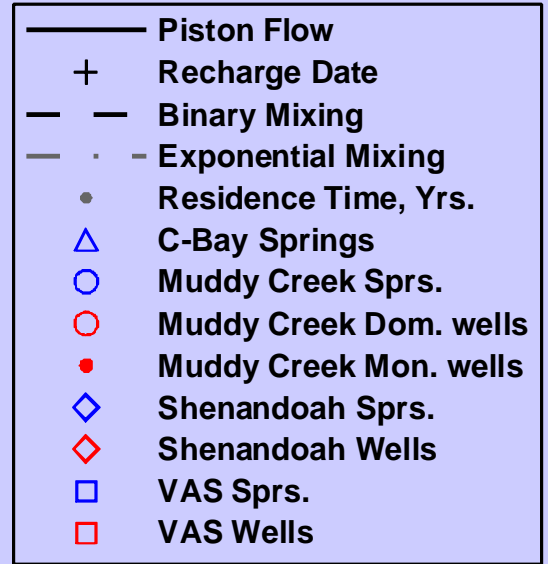 Piston Flow
Recharge Date
Binary Mixing
Exponential Mixing
Residence Time, Yrs.
C-Bay Springs
Muddy Creek Sprs.
Muddy Creek Dom. wells
Muddy Creek Mon. wells
Shenandoah Sprs.
Shenandoah Wells
VAS Sprs.
VAS Wells